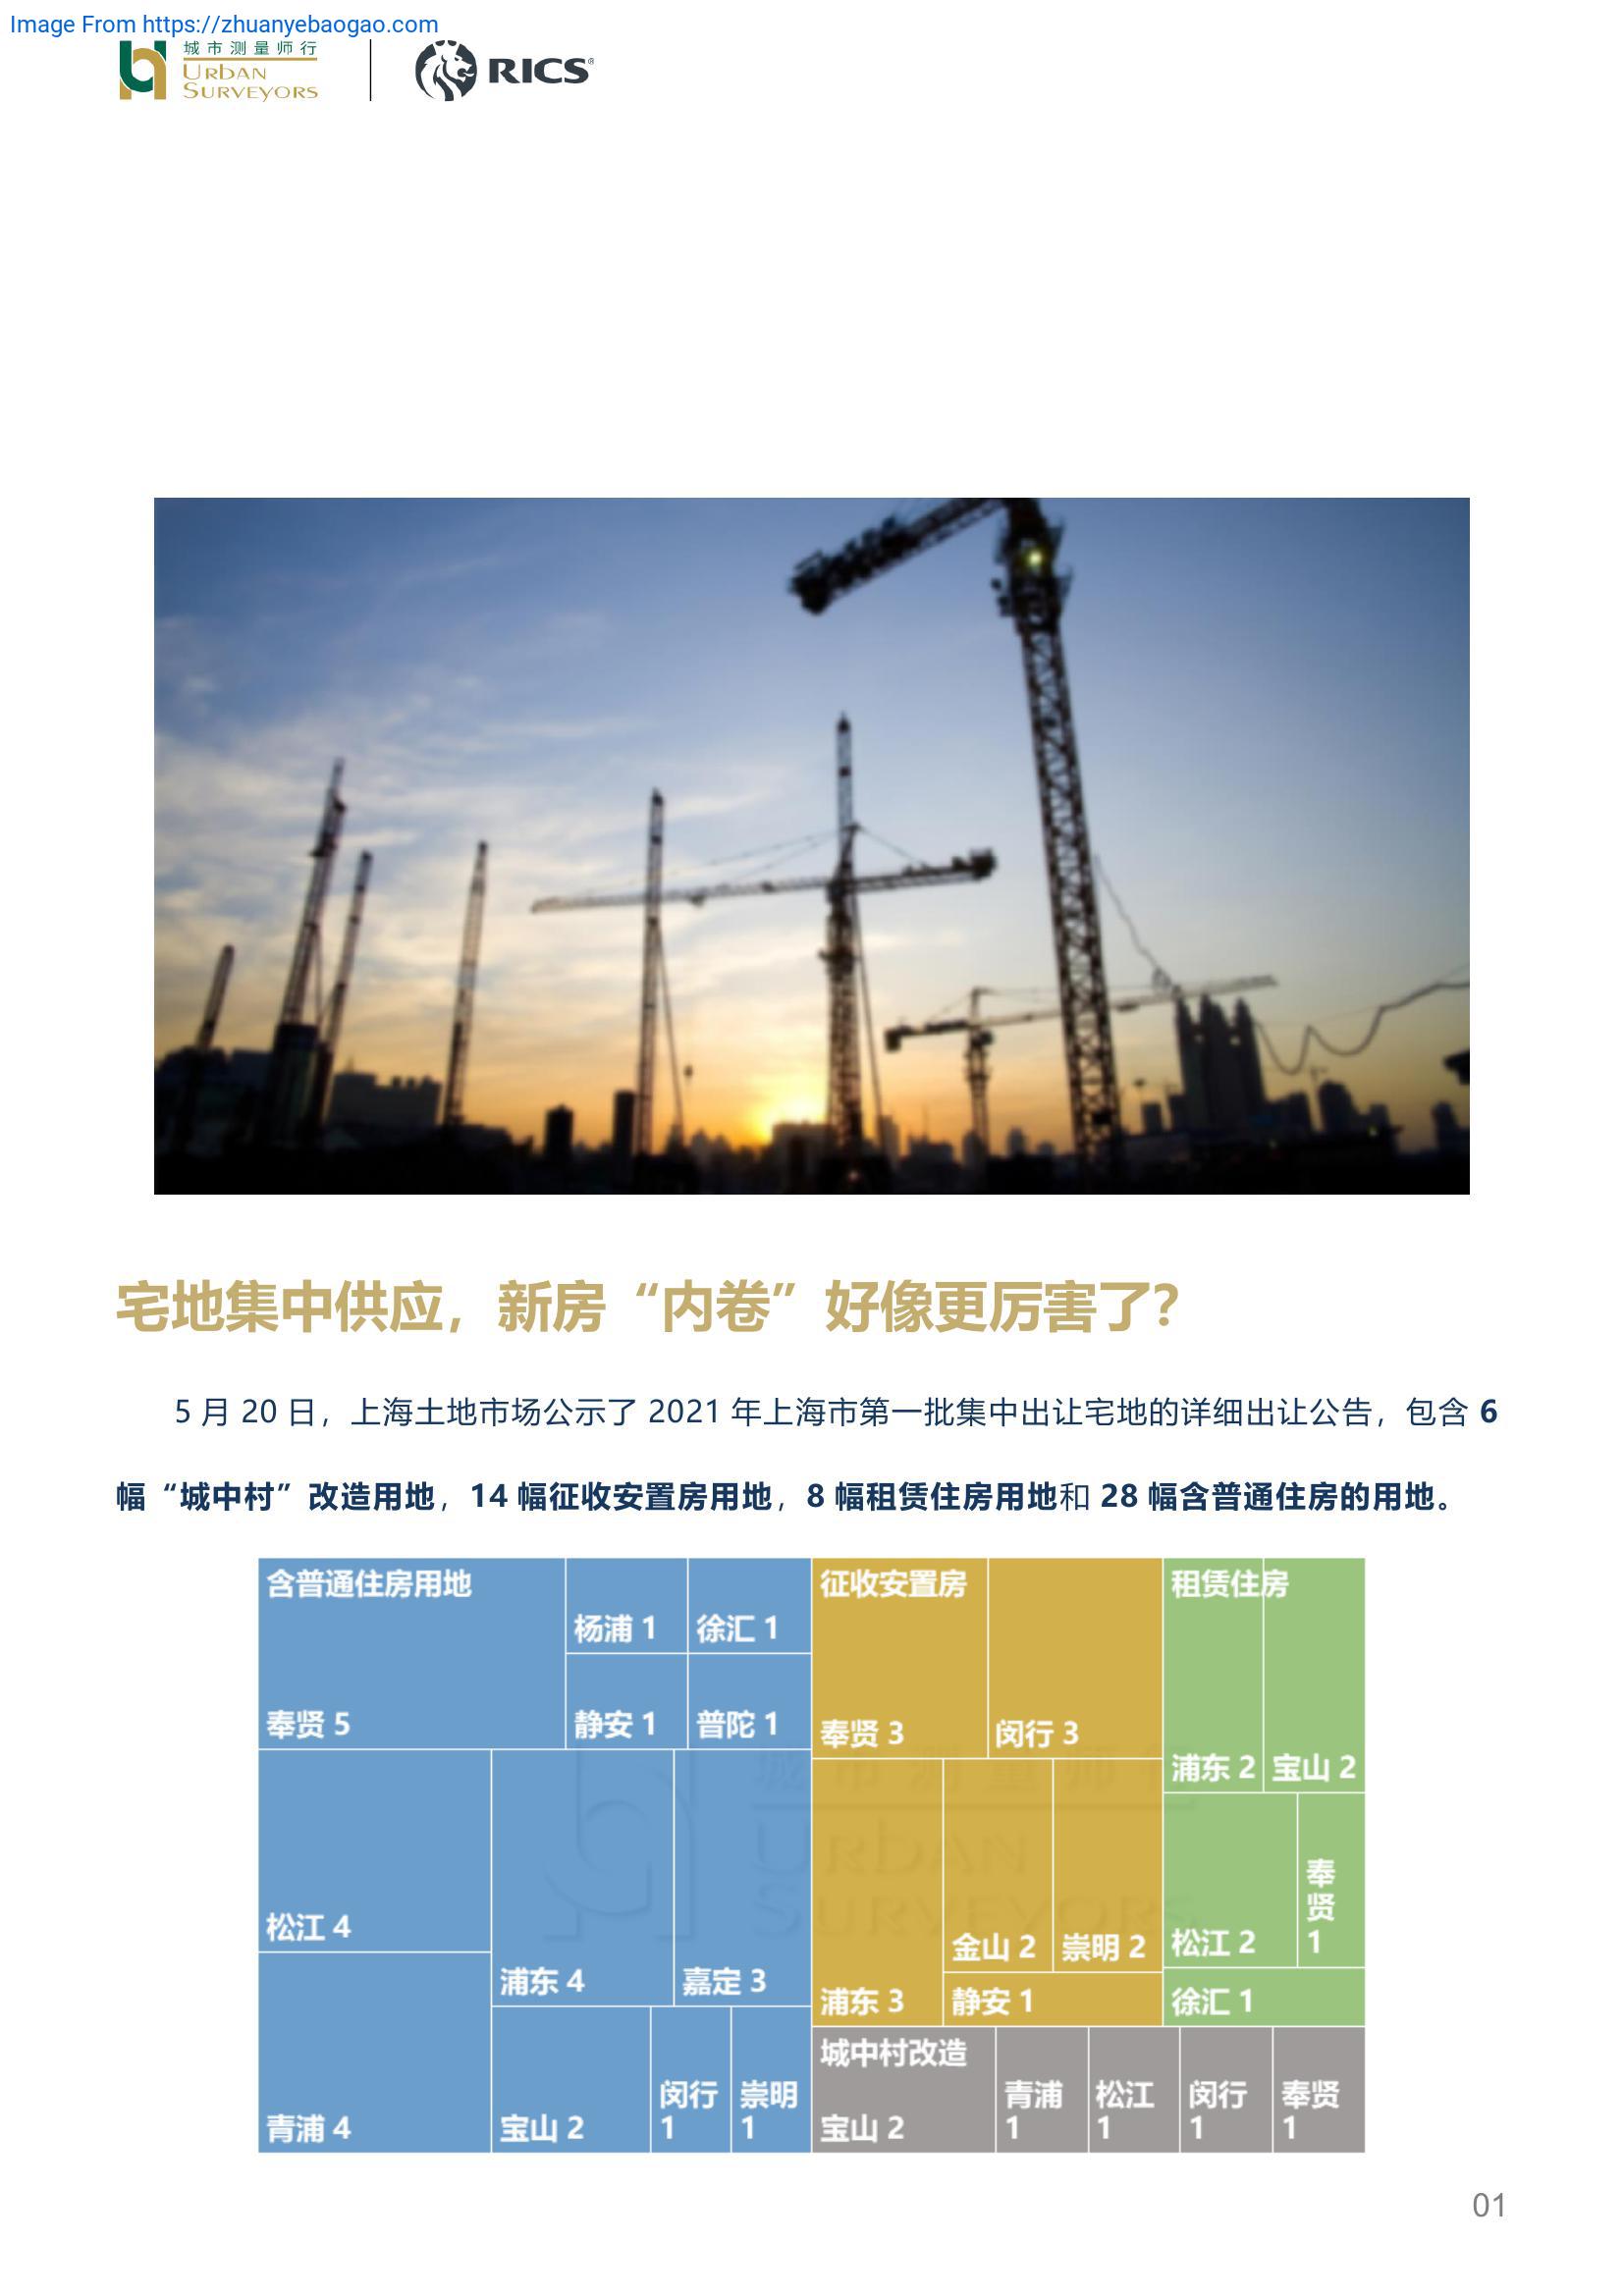 Image From https://zhuanyebaogao.com
城市测量师行
URBAN
SURVEYORS
RICS®
宅地集中供应，新房“内卷”好像更厉害了？
5 月 20 日，上海土地市场公示了 2021 年上海市第一批集中出让宅地的详细出让公告，包含 6
幅“城中村”改造用地，14 幅征收安置房用地，8 幅租赁住房用地和 28 幅含普通住房的用地。
含普通住房用地
奉贤 5
杨浦 1
徐汇 1
静安 1
普陀 1
松江 4
浦东 4
嘉定 3
青浦 4
宝山 2
闵行
1
崇明
1
征收安置房
奉贤 3
闵行 3
浦东 3
金山 2
崇明 2
静安 1
租赁住房
浦东 2
宝山 2
松江 2
奉
贤
1
徐汇 1
城中村改造
宝山 2
青浦
1
松江
1
闵行
1
奉贤
1
城市测量师行
URBAN
SURVEYORS
01